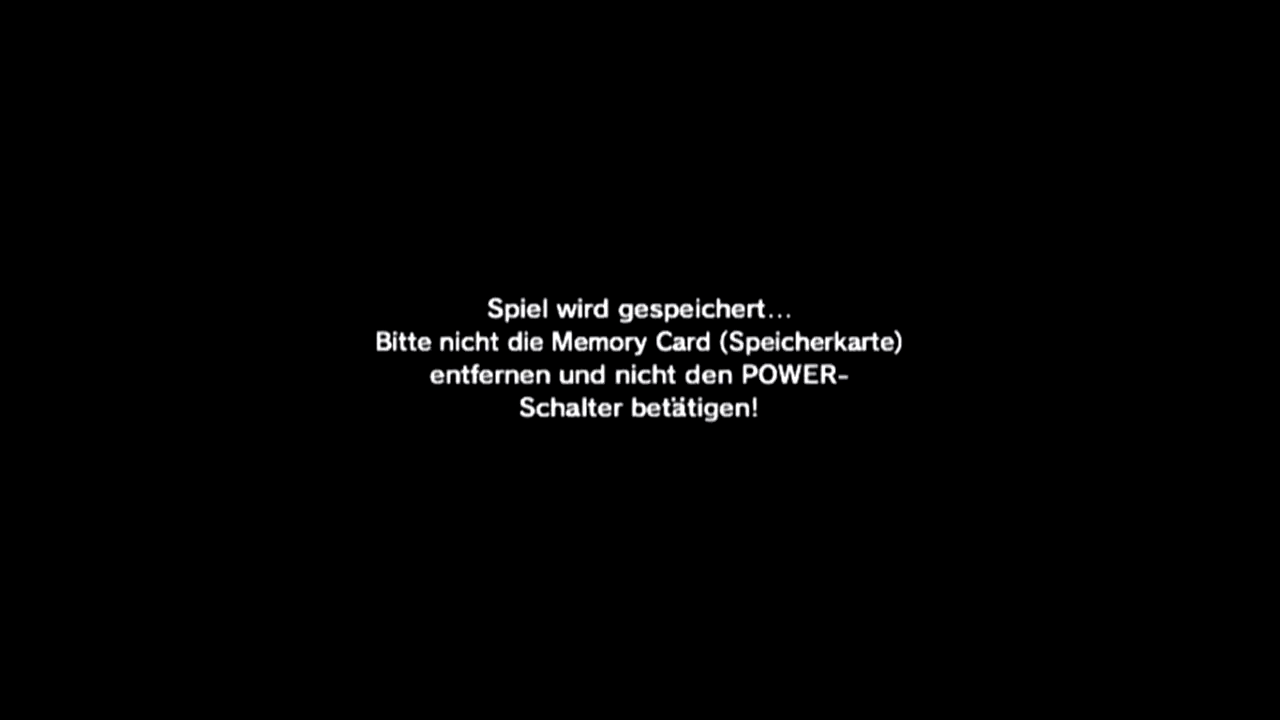 Spiel wird gespeichert...
Bitte nicht die Memory Card (Speicherkarte)
entfernen und nicht den POWER-
Schalter betätigen!